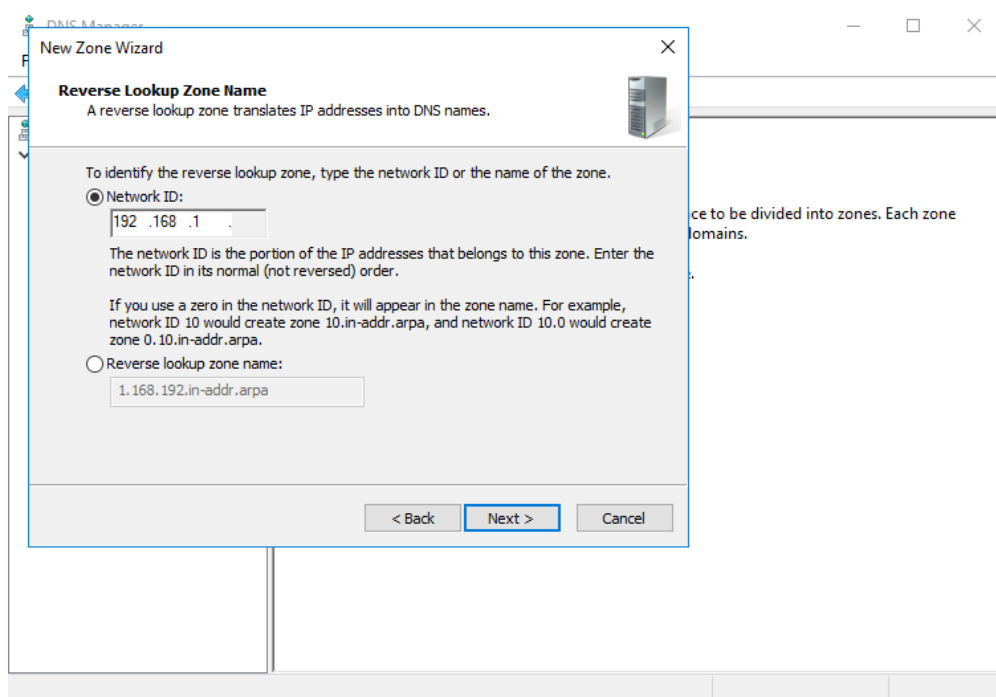 DNS Manager
New Zone Wizard
F
Reverse Lookup Zone Name
A reverse lookup zone translates IP addresses into DNS names.
To identify the reverse lookup zone, type the network ID or the name of the zone.
Network ID:
192 .168 .1 .
The network ID is the portion of the IP addresses that belongs to this zone. Enter the
network ID in its normal (not reversed) order.
If you use a zero in the network ID, it will appear in the zone name. For example,
network ID 10 would create zone 10.in-addr.arpa, and network ID 10.0 would create
zone 0.10.in-addr.arpa.
Reverse lookup zone name:
1.168.192.in-addr.arpa
< Back Next > Cancel
ce to be divided into zones. Each zone
omains.